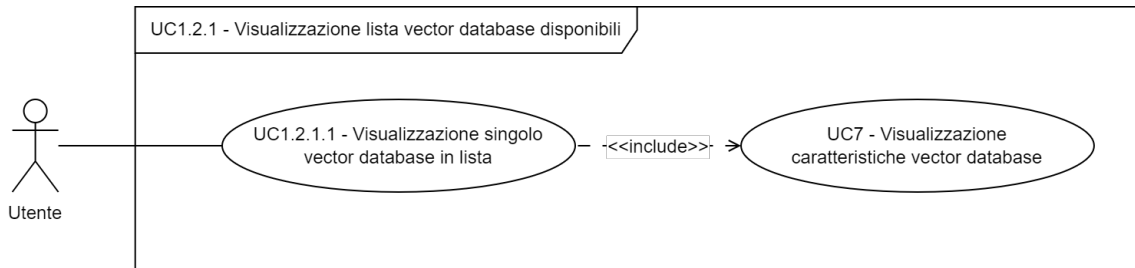 UC1.2.1 - Visualizzazione lista vector database disponibili
UC1.2.1.1 - Visualizzazione singolo
vector database in lista
<<include>>
UC7 - Visualizzazione
caratteristiche vector database
Utente